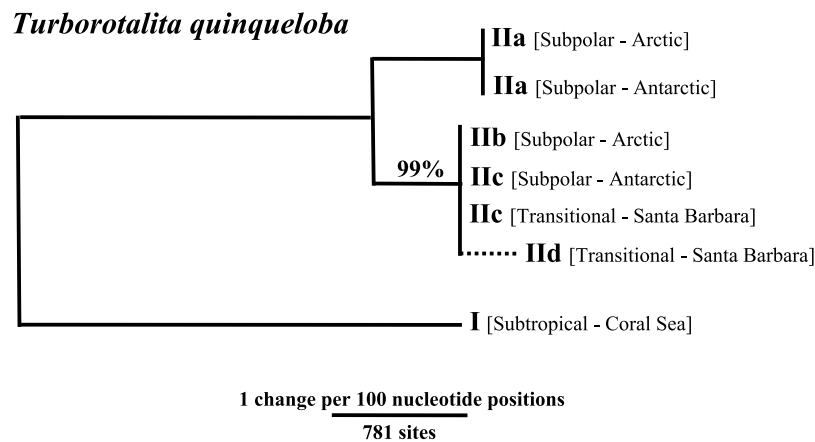 Turborotalita quinqueloba
IIa [Subpolar - Arctic]
IIa [Subpolar - Antarctic]
IIb [Subpolar - Arctic]
99%
IIc [Subpolar - Antarctic]
IIc [Transitional - Santa Barbara]
IId [Transitional - Santa Barbara]
I [Subtropical - Coral Sea]
1 change per 100 nucleotide positions
781 sites